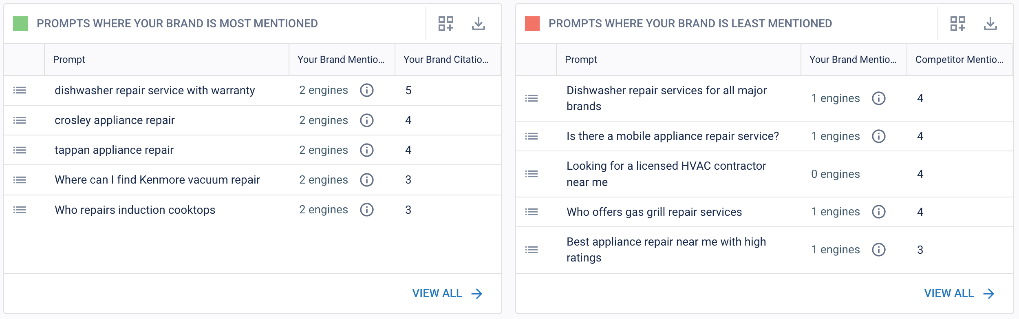 PROMPTS WHERE YOUR BRAND IS MOST MENTIONED
Prompt Your Brand Mentio... Your Brand Citatio...
dishwasher repair service with warranty 2 engines 5
crosley appliance repair 2 engines 4
tappan appliance repair 2 engines 4
Where can I find Kenmore vacuum repair 2 engines 3
Who repairs induction cooktops 2 engines 3
VIEW ALL
PROMPTS WHERE YOUR BRAND IS LEAST MENTIONED
Prompt Your Brand Mentio... Competitor Mentio...
Dishwasher repair services for all major
brands 1 engines 4
Is there a mobile appliance repair service? 1 engines 4
Looking for a licensed HVAC contractor
near me 0 engines 4
Who offers gas grill repair services 1 engines 4
Best appliance repair near me with high
ratings 1 engines 3
VIEW ALL